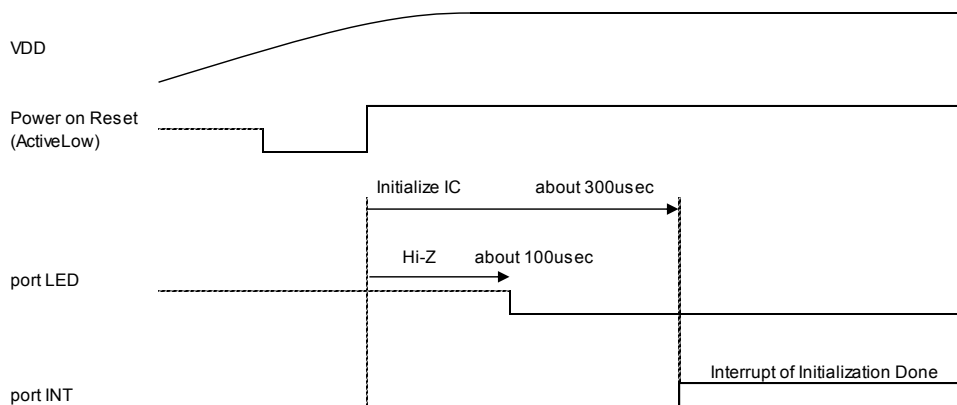 VDD
Power on Reset
(ActiveLow)
Initialize IC about 300usec
Hi-Z about 100usec
port LED
Interrupt of Initialization Done
port INT